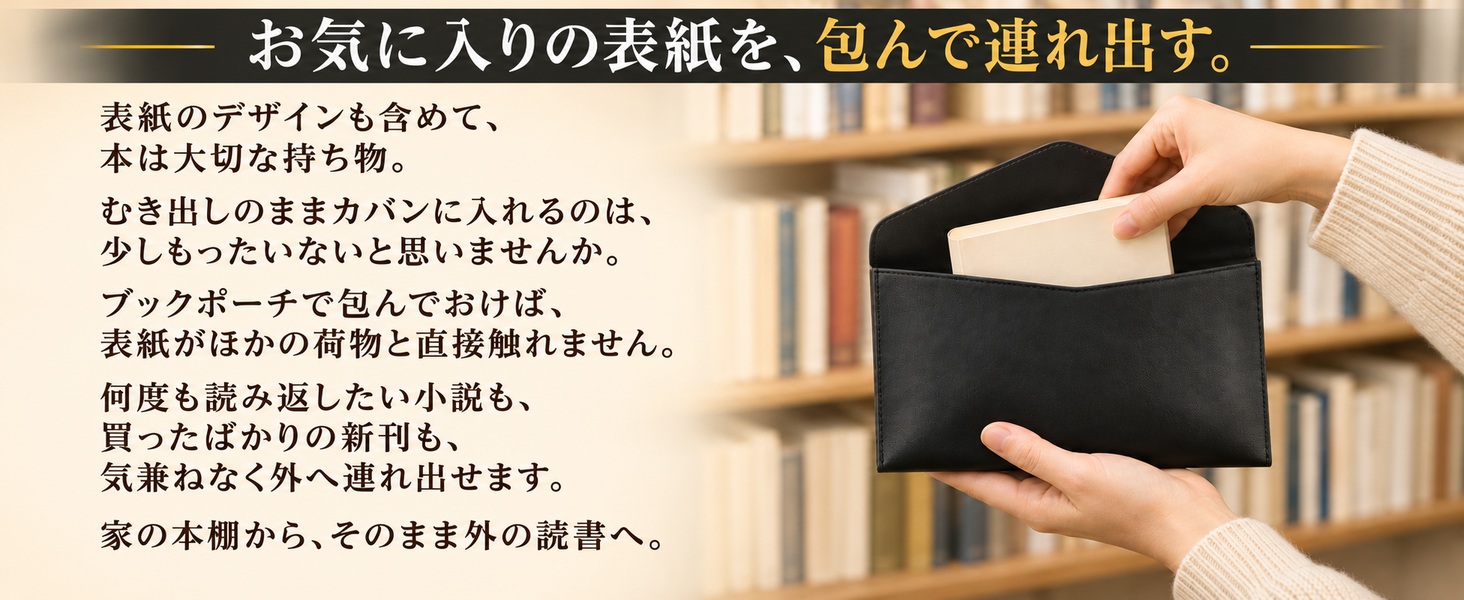 お気に入りの表紙を、包んで連れ出す。
表紙のデザインも含めて、
本は大切な持ち物。
むき出しのままカバンに入れるのは、
少しもったいないと思いませんか。
ブックポーチで包んでおけば、
表紙がほかの荷物と直接触れません。
何度も読み返したい小説も、
買ったばかりの新刊も、
気兼ねなく外へ連れ出せます。
家の本棚から、そのまま外の読書へ。